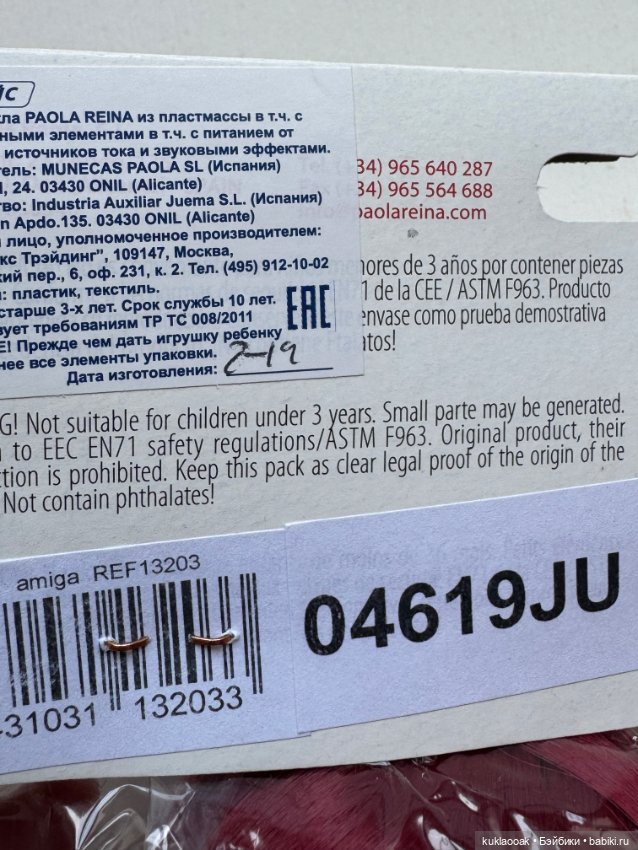 ЙС
кла PAOLA REINA из пластмассы в т.ч. с
ными элементами в т.ч. с питанием от
источников тока и звуковыми эффектами.
тель: MUNECAS PAOLA SL (Испания)
, 24. 03430 ONIL (Alicante)
тво: Industria Auxiliar Juema S.L. (Испания)
n Apdo.135. 03430 ONIL (Alicante)
лицо, уполномоченное производителем:
кс Трэйдинг", 109147, Москва,
кий пер., 6, оф. 231, к. 2. Тел. (495) 912-10-02
: пластик, текстиль.
старше 3-х лет. Срок службы 10 лет.
вует требованиям ТР ТС 008/2011
Е! Прежде чем дать игрушку ребенку
нее все элементы упаковки.
Дата изготовления: 2-19
EAC
34) 965 640 287
34) 965 564 688
paolareina.com
menores de 3 años por contener piezas
1 de la CEE / ASTM F963. Producto
envase como prueba demostrativa
latos!
G! Not suitable for children under 3 years. Small parte may be generated.
n to EEC EN71 safety regulations/ASTM F963. Original product, their
ction is prohibited. Keep this pack as clear legal proof of the origin of the
Not contain phthalates!
amiga REF13203
431031 132033
04619JU
kuklaooak • Бэйбики • babiki.ru